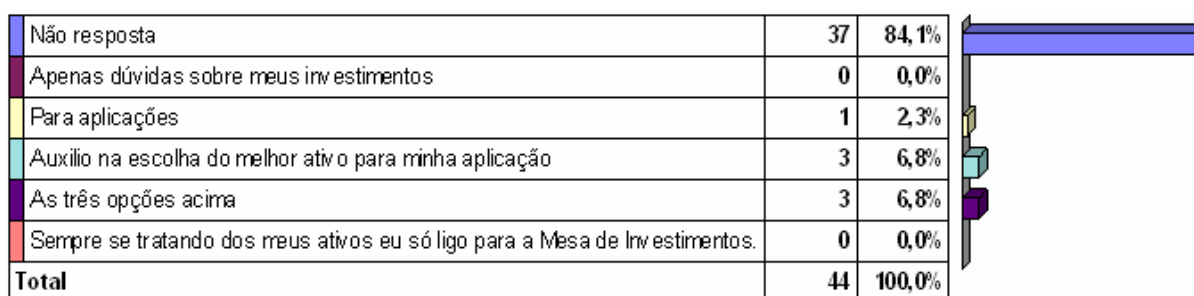 Não resposta 37 84,1%
Apenas dúvidas sobre meus investimentos 0 0,0%
Para aplicações 1 2,3%
Auxilio na escolha do melhor ativo para minha aplicação 3 6,8%
As três opções acima 3 6,8%
Sempre se tratando dos meus ativos eu só ligo para a Mesa de Investimentos. 0 0,0%
Total 44 100,0%